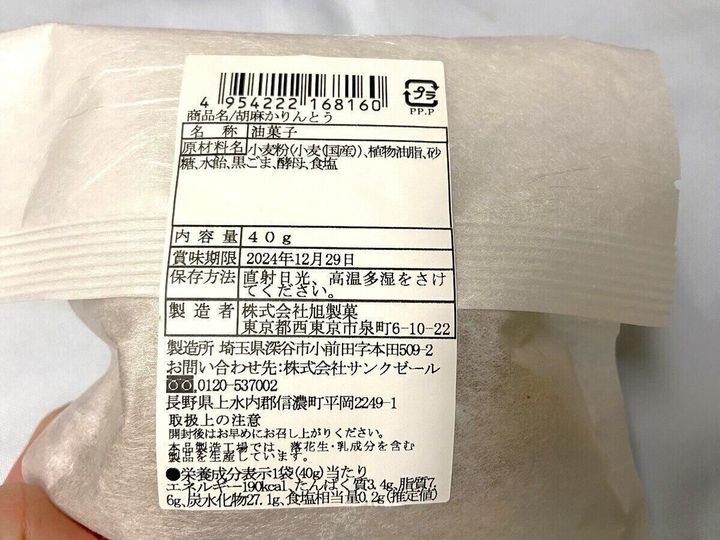 4 954222 168160
プラ
PP.P
商品名/胡麻かりんとう
名 称 油菓子
原材料名 小麦粉(小麦(国産))、植物油脂、砂
糖、水飴、黒ごま、酵母、食塩
内容量 40g
賞味期限 2024年12月29日
保存方法 直射日光、高温多湿をさけ
てください。
製造者 株式会社旭製菓
東京都西東京市泉町6-10-22
製造所 埼玉県深谷市小前田字本田509-2
お問い合わせ先:株式会社サンクゼール
0120-537002
長野県上水内郡信濃町平岡2249-1
取扱上の注意
開封後はお早めにお召し上がりください。
本品製造工場では、落花生・乳成分を含む
製品を生産しています。
●栄養成分表示1袋(40g)当たり
エネルギー190kcal、たんぱく質3.4g、脂質7.
6g、炭水化物27.1g、食塩相当量0.2g(推定値)